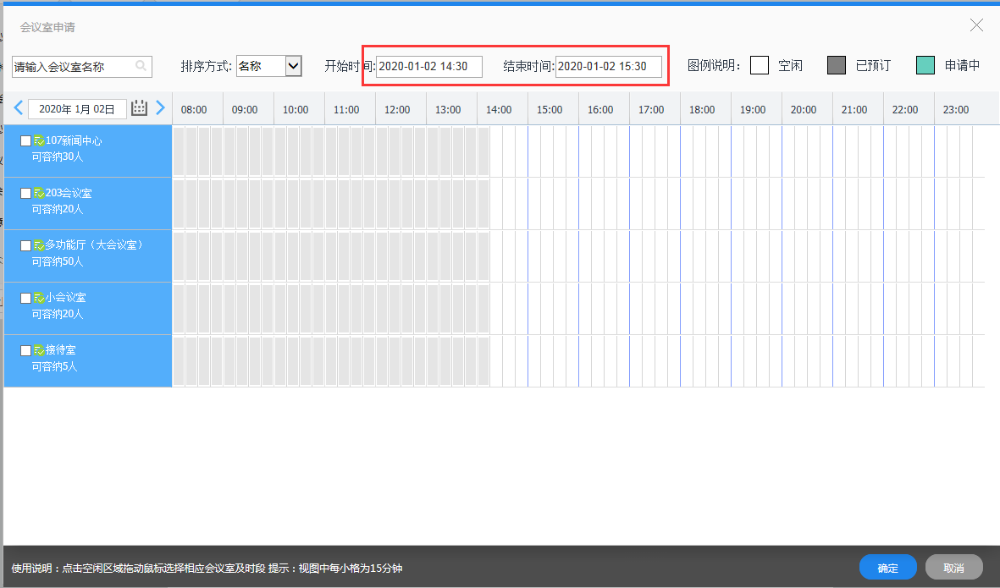 会议室申请
请输入会议室名称 排序方式: 名称 开始时间: 2020-01-02 14:30 结束时间: 2020-01-02 15:30 图例说明： 空闲 已预订 申请中
2020年 1月 02日 08:00 09:00 10:00 11:00 12:00 13:00 14:00 15:00 16:00 17:00 18:00 19:00 20:00 21:00 22:00 23:00
107新闻中心
可容纳30人
203会议室
可容纳20人
多功能厅（大会议室）
可容纳50人
小会议室
可容纳20人
接待室
可容纳5人
使用说明：点击空闲区域拖动鼠标选择相应会议室及时段 提示：视图中每小格为15分钟 确定 取消